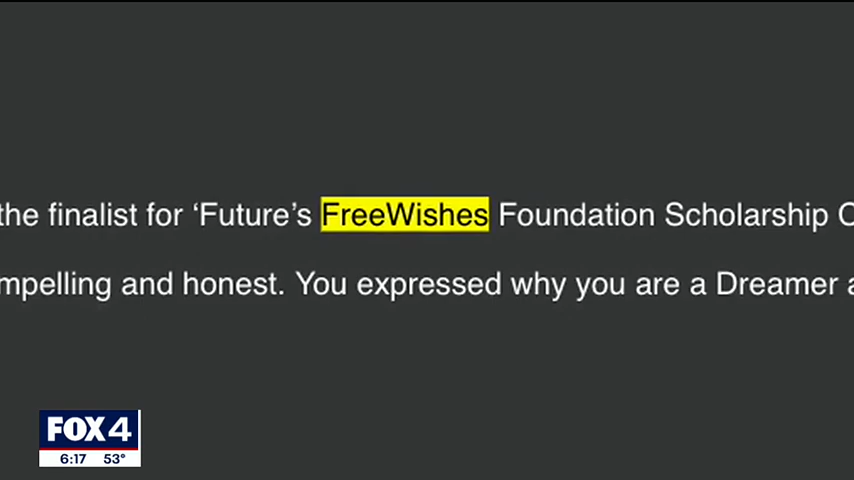 the finalist for ‘Future’s FreeWishes Foundation Scholarship
mpelling and honest. You expressed why you are a Dreamer
FOX 4
6:17 53°